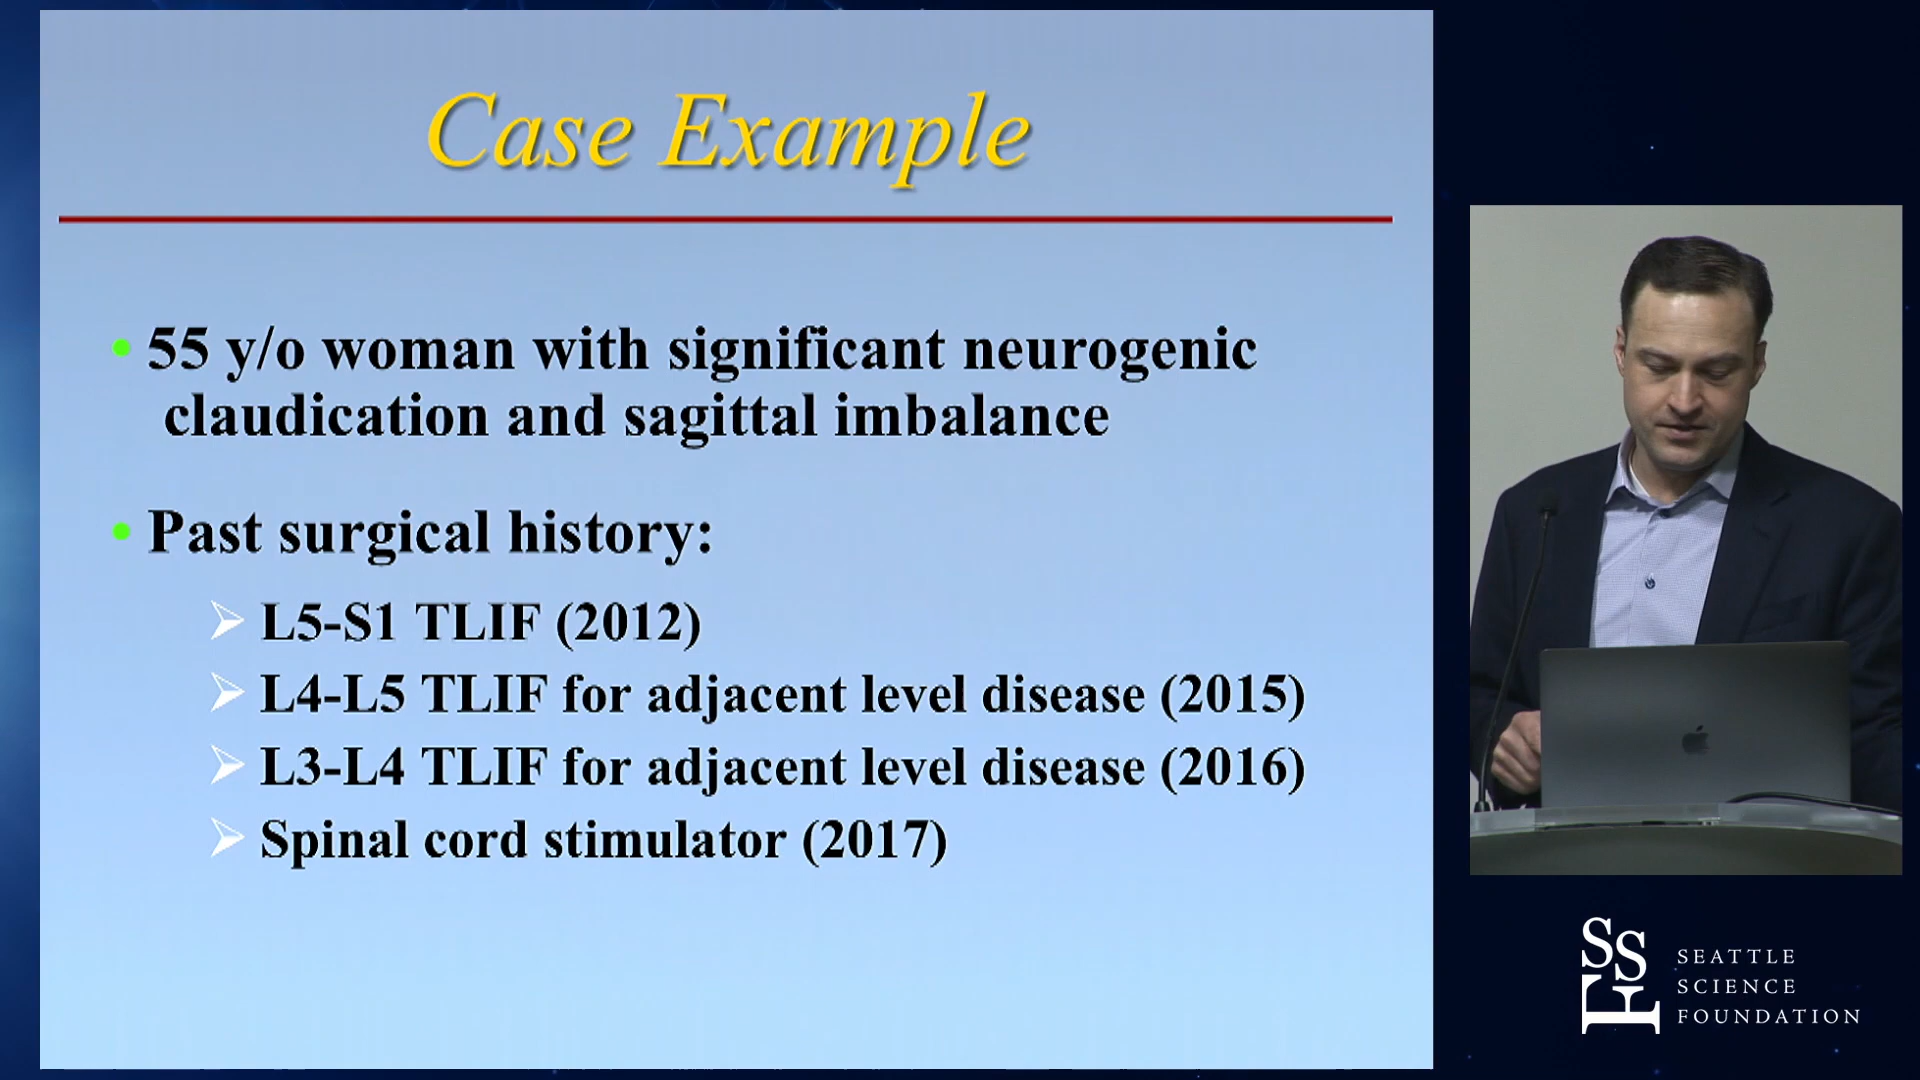 Case Example
• 55 y/o woman with significant neurogenic
claudication and sagittal imbalance
• Past surgical history:
➢ L5-S1 TLIF (2012)
➢ L4-L5 TLIF for adjacent level disease (2015)
➢ L3-L4 TLIF for adjacent level disease (2016)
➢ Spinal cord stimulator (2017)
SSF
SEATTLE
SCIENCE
FOUNDATION